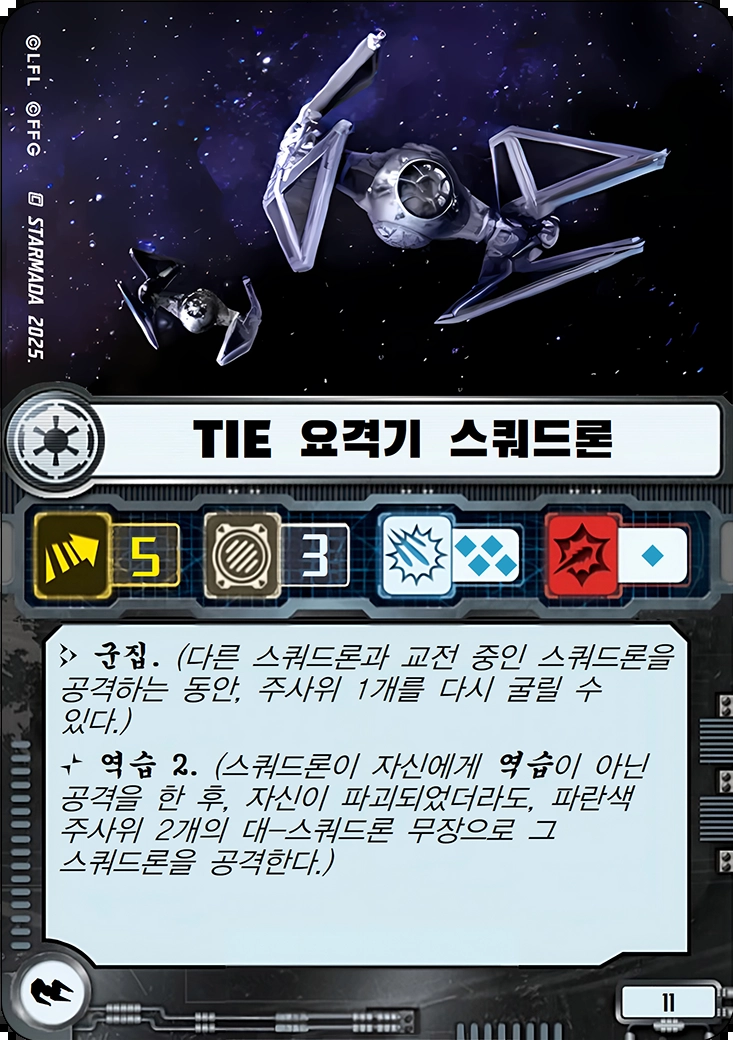 ©LFL ©FFG 🄲 STARMADA 2025.
TIE 요격기 스쿼드론
5 3
군집. (다른 스쿼드론과 교전 중인 스쿼드론을
공격하는 동안, 주사위 1개를 다시 굴릴 수
있다.)
역습 2. (스쿼드론이 자신에게 역습이 아닌
공격을 한 후, 자신이 파괴되었더라도, 파란색
주사위 2개의 대-스쿼드론 무장으로 그
스쿼드론을 공격한다.)
11